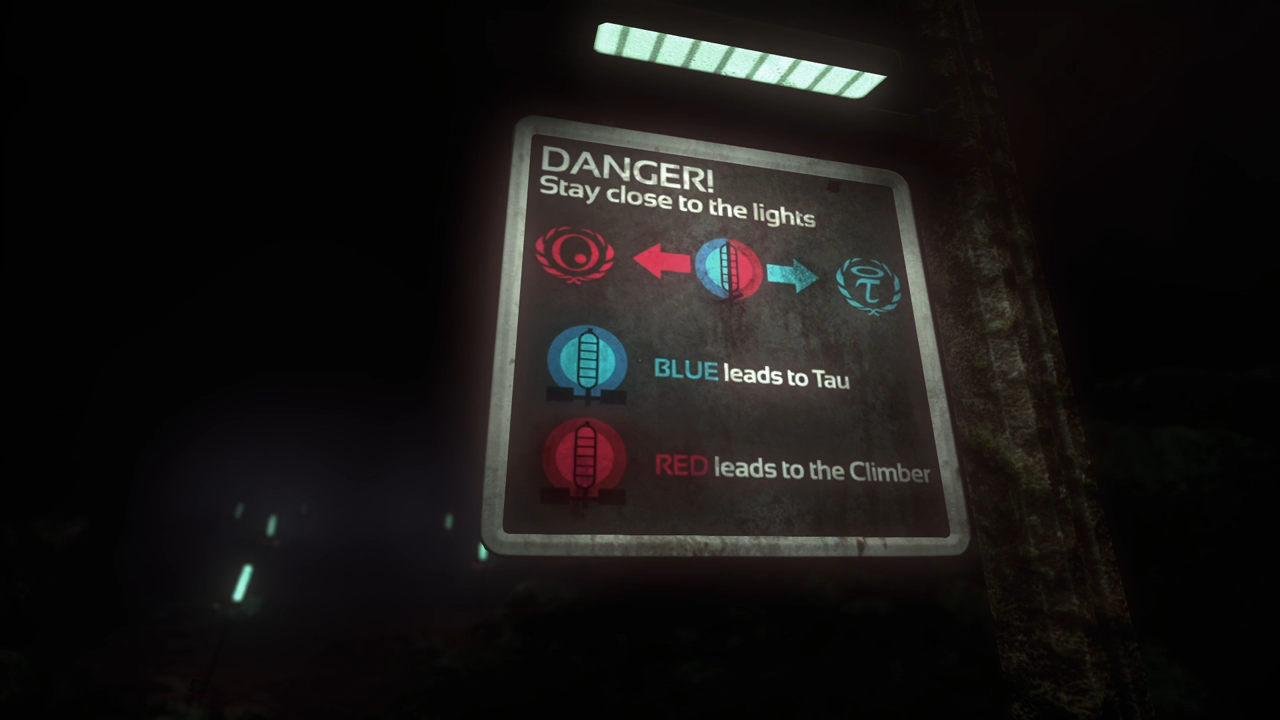 DANGER!
Stay close to the lights
τ
BLUE leads to Tau
RED leads to the Climber